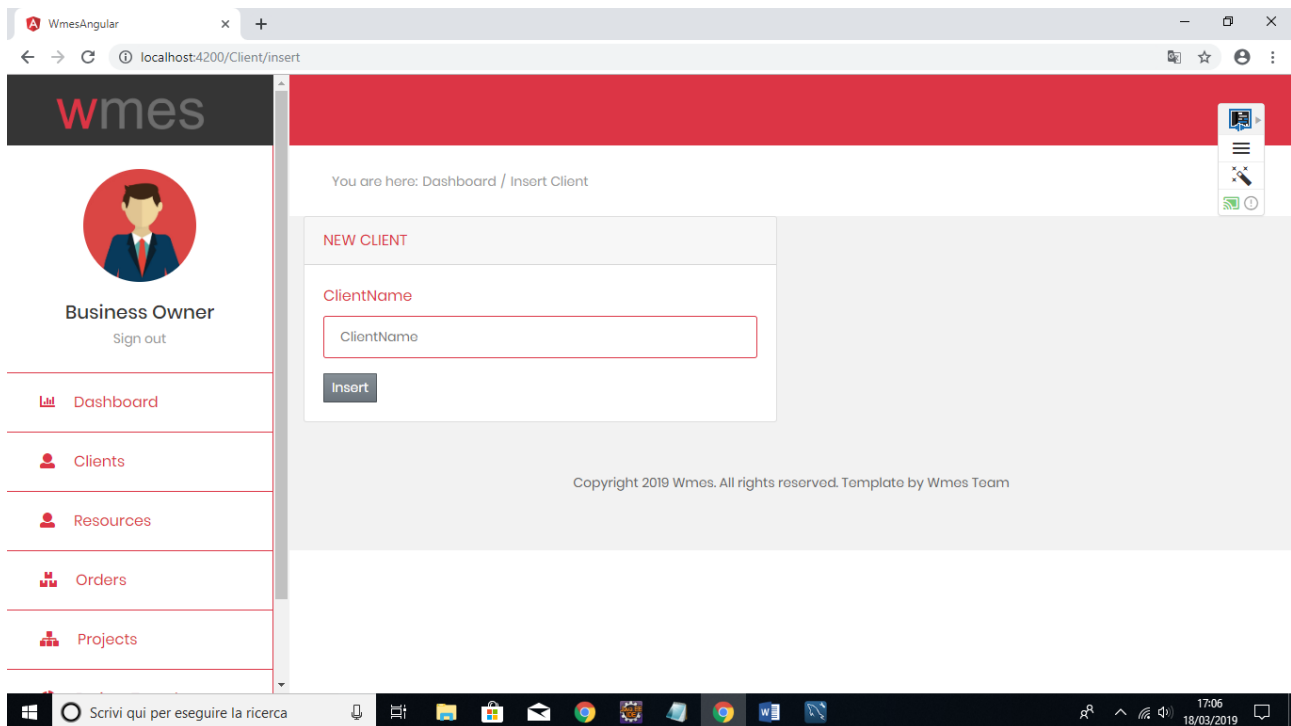 WmesAngular
localhost:4200/Client/insert
wmes
You are here: Dashboard / Insert Client
Business Owner
Sign out
Dashboard
Clients
Resources
Orders
Projects
NEW CLIENT
ClientName
ClientName
Insert
Copyright 2019 Wmes. All rights reserved. Template by Wmes Team
Scrivi qui per eseguire la ricerca
17:06
18/03/2019